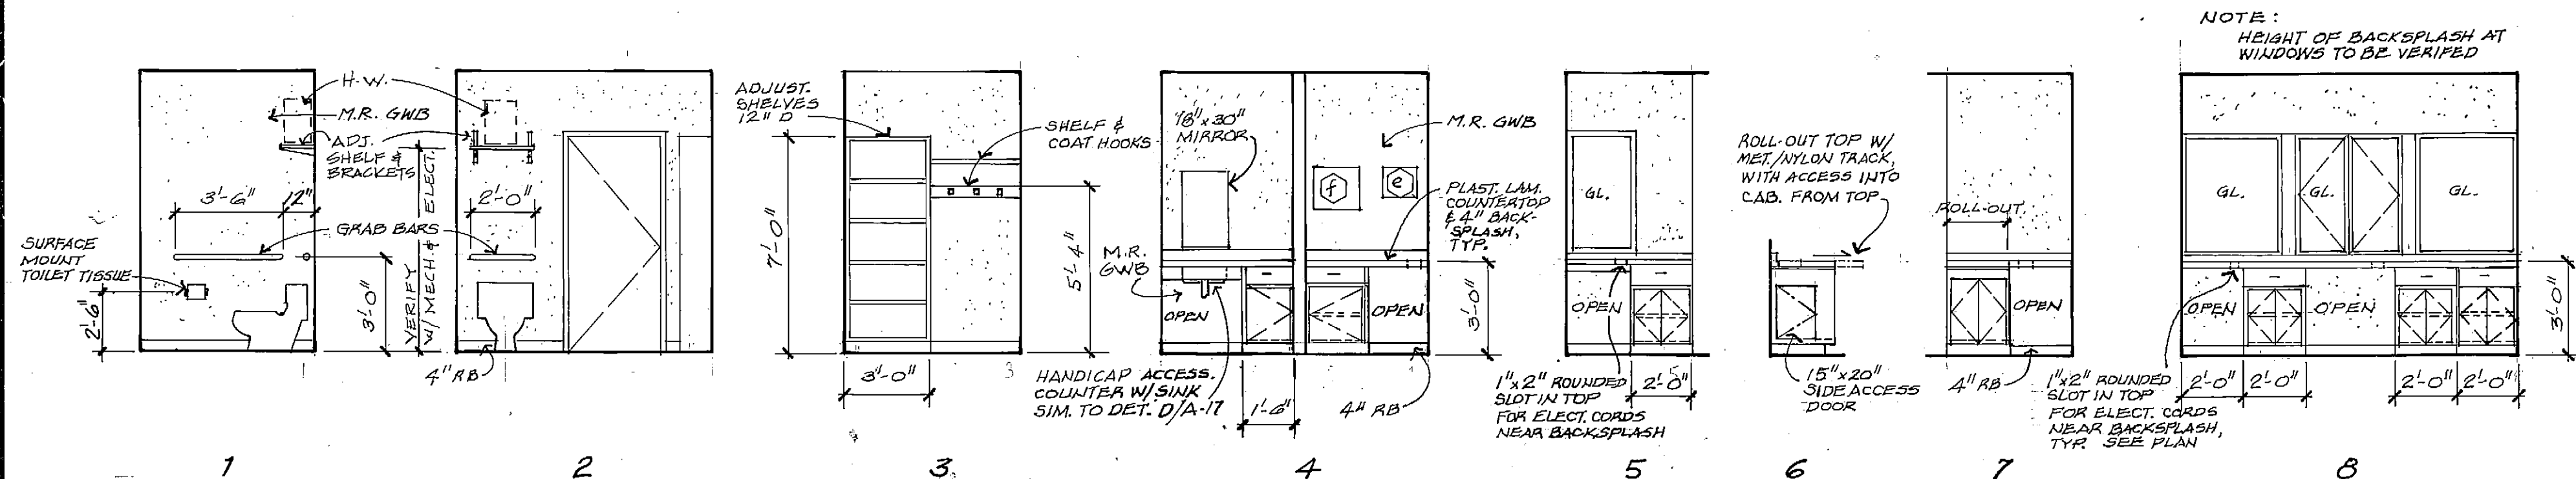 NOTE:
HEIGHT OF BACKSPLASH AT
WINDOWS TO BE VERIFED
H.W.
M.R. GWB
ADJ.
SHELF &
BRACKETS
3'-6"
12"
GRAB BARS
SURFACE
MOUNT
TOILET TISSUE
2'-6"
3'-0"
VERIFY
W/ MECH. & ELECT.
1
2'-0"
4" RB
2
ADJUST.
SHELVES
12" D
7'-0"
SHELF &
COAT HOOKS
5'-4"
3'-0"
3
18"x30"
MIRROR
M.R. GWB
f
e
PLAST. LAM.
COUNTERTOP
& 4" BACK-
SPLASH,
TYP.
M.R.
GWB
OPEN
OPEN
3'-0"
HANDICAP ACCESS.
COUNTER W/ SINK
SIM. TO DET. D/A-17
1'-6"
4" RB
4
GL.
OPEN
1"x2" ROUNDED
SLOT IN TOP
FOR ELECT. CORDS
NEAR BACKSPLASH
2'-0"
5
ROLL-OUT TOP W/
MET./NYLON TRACK,
WITH ACCESS INTO
CAB. FROM TOP
15"x20"
SIDE ACCESS
DOOR
6
ROLL-OUT
OPEN
4" RB
7
GL.
GL.
GL.
OPEN
OPEN
3'-0"
1"x2" ROUNDED
SLOT IN TOP
FOR ELECT. CORDS
NEAR BACKSPLASH,
TYP. SEE PLAN
2'-0"
2'-0"
2'-0"
2'-0"
8